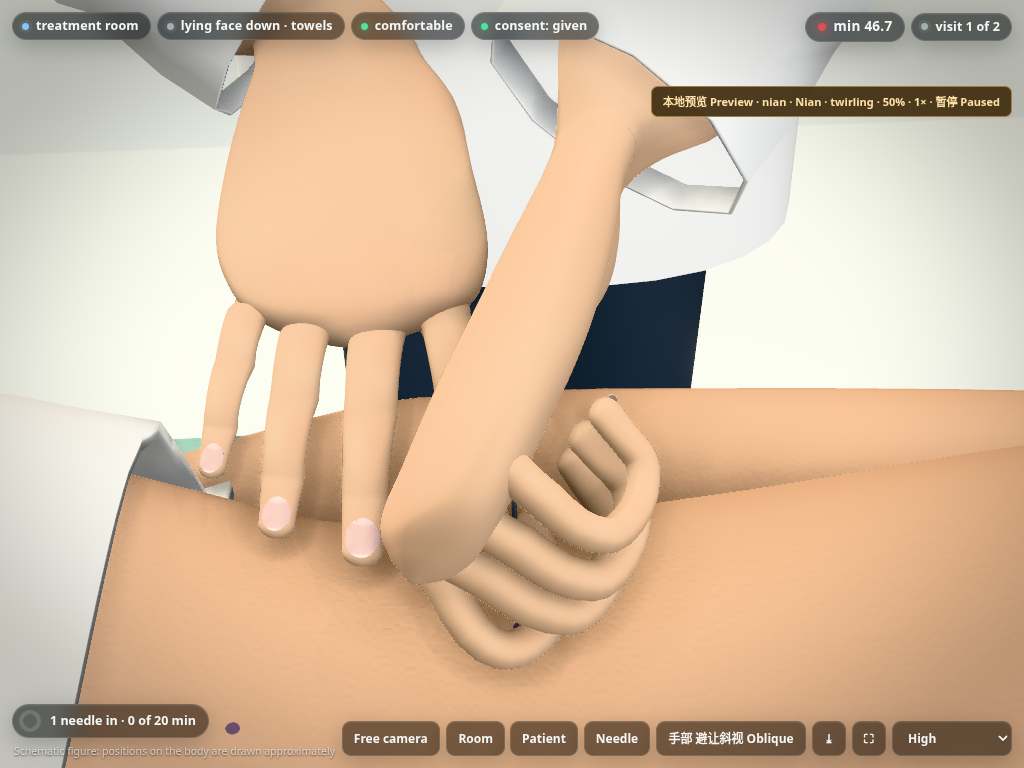 treatment room
lying face down · towels
comfortable
consent: given
min 46.7
visit 1 of 2
本地预览 Preview · nian · Nian · twirling · 50% · 1× · 暂停 Paused
1 needle in · 0 of 20 min
Schematic figure: positions on the body are drawn approximately
Free camera
Room
Patient
Needle
手部 避让斜视 Oblique
High